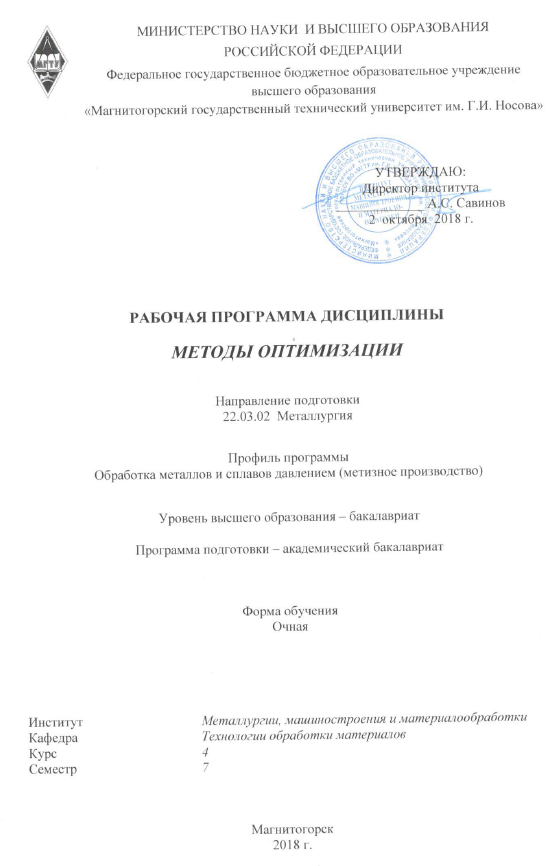 МИНИСТЕРСТВО НАУКИ И ВЫСШЕГО ОБРАЗОВАНИЯ
РОССИЙСКОЙ ФЕДЕРАЦИИ
Федеральное государственное бюджетное образовательное учреждение
высшего образования
«Магнитогорский государственный технический университет им. Г.И. Носова»
МГТУ
УТВЕРЖДАЮ:
Директор института
А.С. Савинов
2 октября 2018 г.
РАБОЧАЯ ПРОГРАММА ДИСЦИПЛИНЫ
МЕТОДЫ ОПТИМИЗАЦИИ
Направление подготовки
22.03.02 Металлургия
Профиль программы
Обработка металлов и сплавов давлением (метизное производство)
Уровень высшего образования – бакалавриат
Программа подготовки – академический бакалавриат
Форма обучения
Очная
Институт Металлургии, машиностроения и материалообработки
Кафедра Технологии обработки материалов
Курс 4
Семестр 7
Магнитогорск
2018 г.